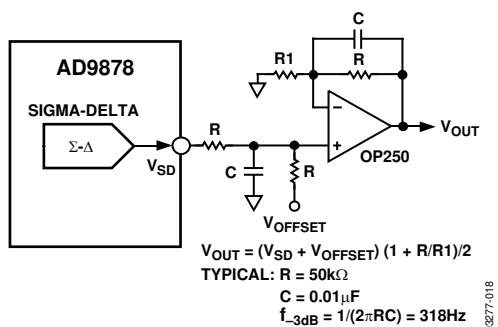 C
R1
R
AD9878
SIGMA-DELTA
Σ-Δ
V_SD
R
C
R
V_OFFSET
OP250
V_OUT
V_OUT = (V_SD + V_OFFSET) (1 + R/R1)/2
TYPICAL: R = 50kΩ
C = 0.01μF
f_–3dB = 1/(2πRC) = 318Hz
3277-018
−
+